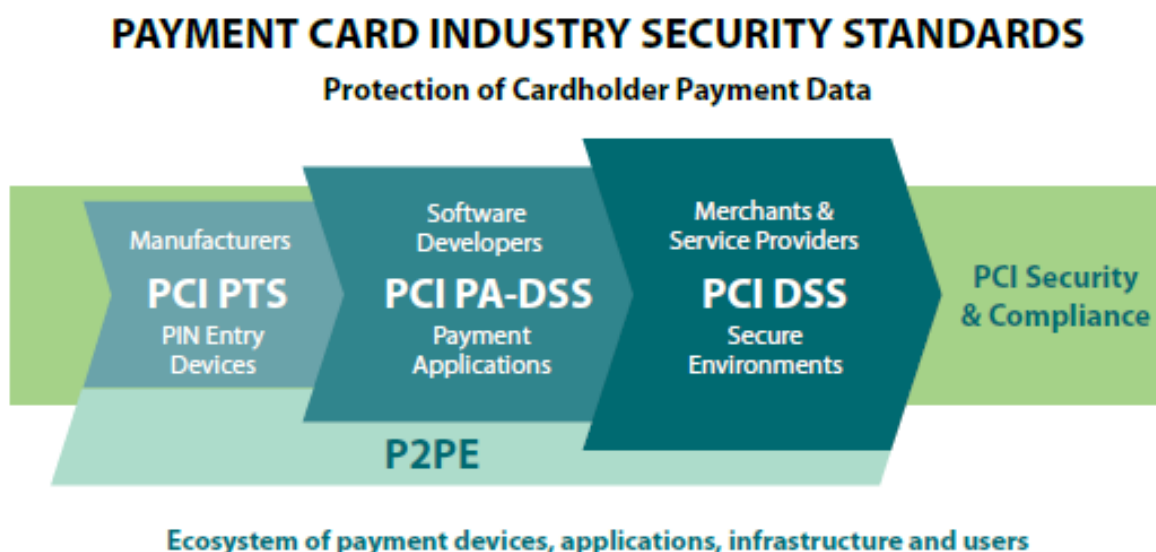 PAYMENT CARD INDUSTRY SECURITY STANDARDS
Protection of Cardholder Payment Data
Manufacturers
PCI PTS
PIN Entry
Devices
Software
Developers
PCI PA-DSS
Payment
Applications
Merchants &
Service Providers
PCI DSS
Secure
Environments
PCI Security
& Compliance
P2PE
Ecosystem of payment devices, applications, infrastructure and users